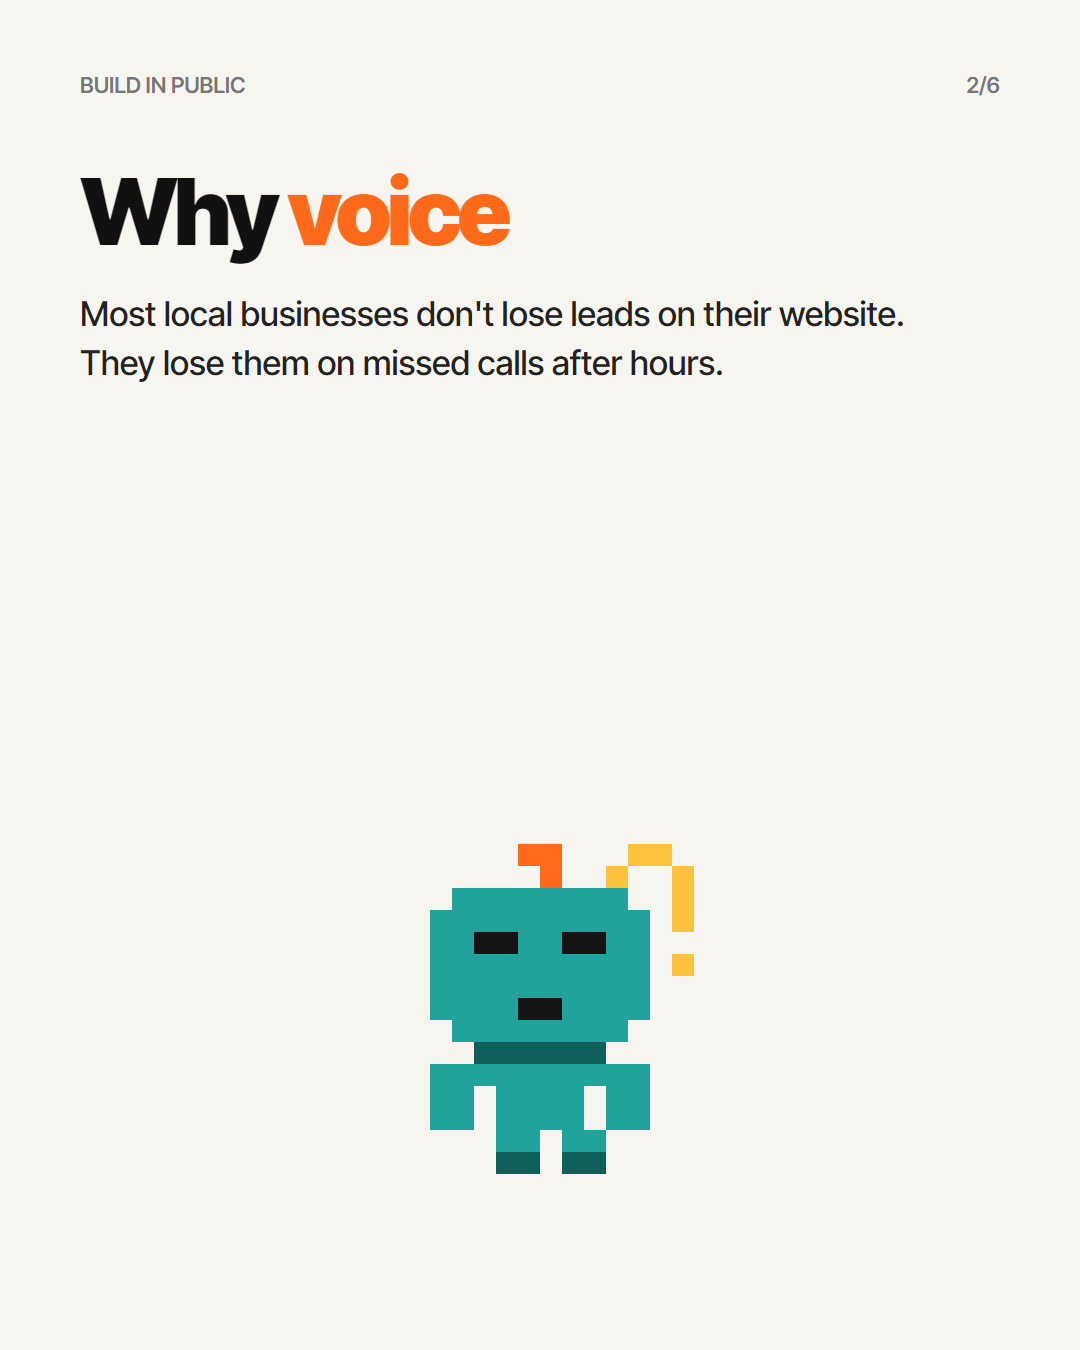 BUILD IN PUBLIC
2/6
Why voice
Most local businesses don't lose leads on their website.
They lose them on missed calls after hours.